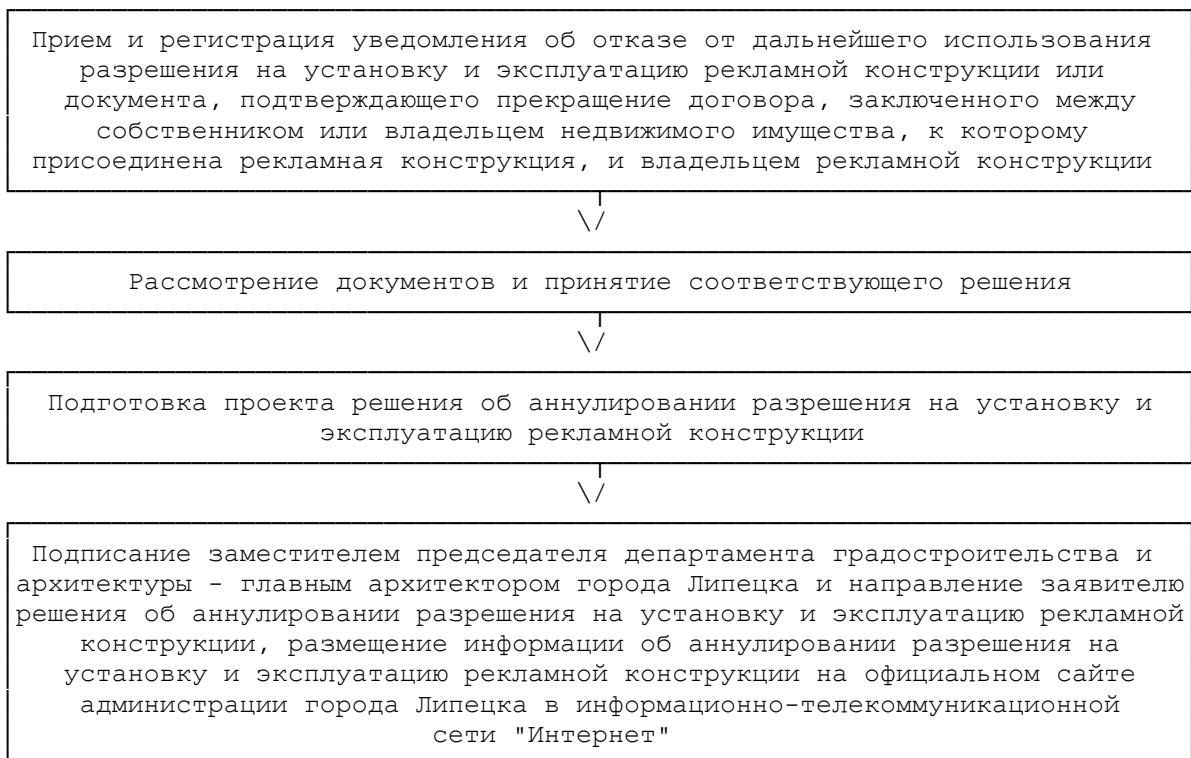 Прием и регистрация уведомления об отказе от дальнейшего использования
разрешения на установку и эксплуатацию рекламной конструкции или
документа, подтверждающего прекращение договора, заключенного между
собственником или владельцем недвижимого имущества, к которому
присоединена рекламная конструкция, и владельцем рекламной конструкции
\/
Рассмотрение документов и принятие соответствующего решения
\/
Подготовка проекта решения об аннулировании разрешения на установку и
эксплуатацию рекламной конструкции
\/
Подписание заместителем председателя департамента градостроительства и
архитектуры - главным архитектором города Липецка и направление заявителю
решения об аннулировании разрешения на установку и эксплуатацию рекламной
конструкции, размещение информации об аннулировании разрешения на
установку и эксплуатацию рекламной конструкции на официальном сайте
администрации города Липецка в информационно-телекоммуникационной
сети "Интернет"